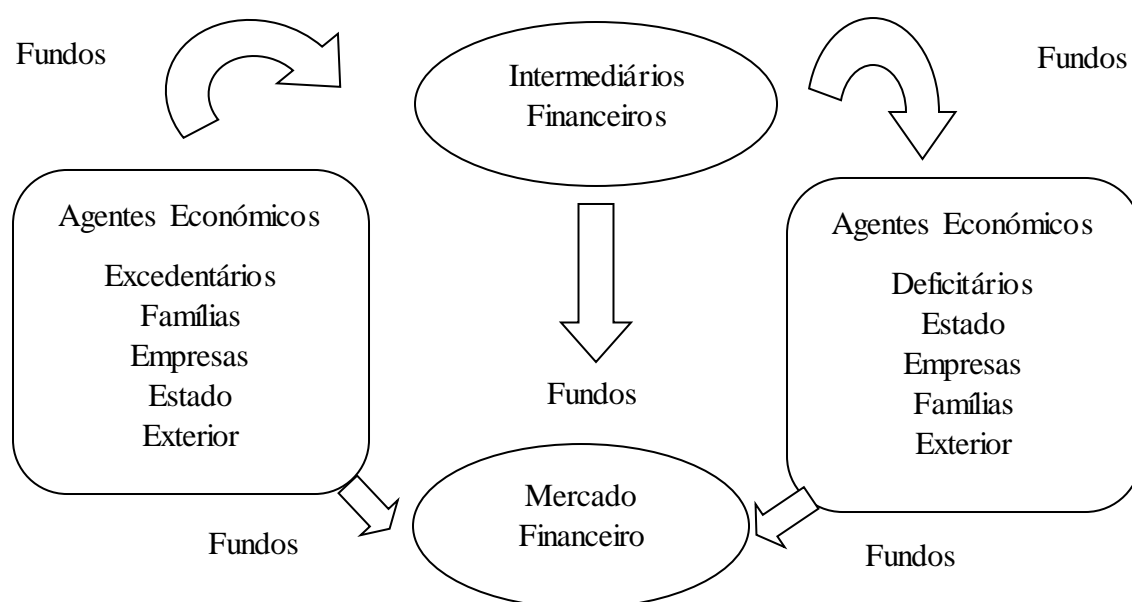 Fundos
Intermediários
Financeiros
Fundos
Agentes Económicos
Excedentários
Famílias
Empresas
Estado
Exterior
Agentes Económicos
Deficitários
Estado
Empresas
Famílias
Exterior
Fundos
Mercado
Financeiro
Fundos
Fundos